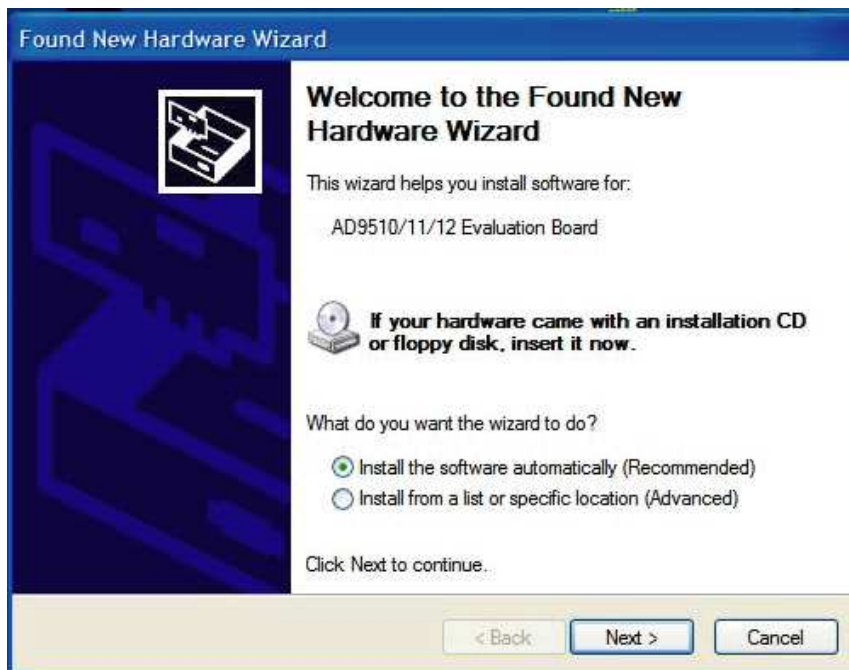 Found New Hardware Wizard
Welcome to the Found New
Hardware Wizard
This wizard helps you install software for:
AD9510/11/12 Evaluation Board
If your hardware came with an installation CD
or floppy disk, insert it now.
What do you want the wizard to do?
Install the software automatically (Recommended)
Install from a list or specific location (Advanced)
Click Next to continue.
< Back Next > Cancel